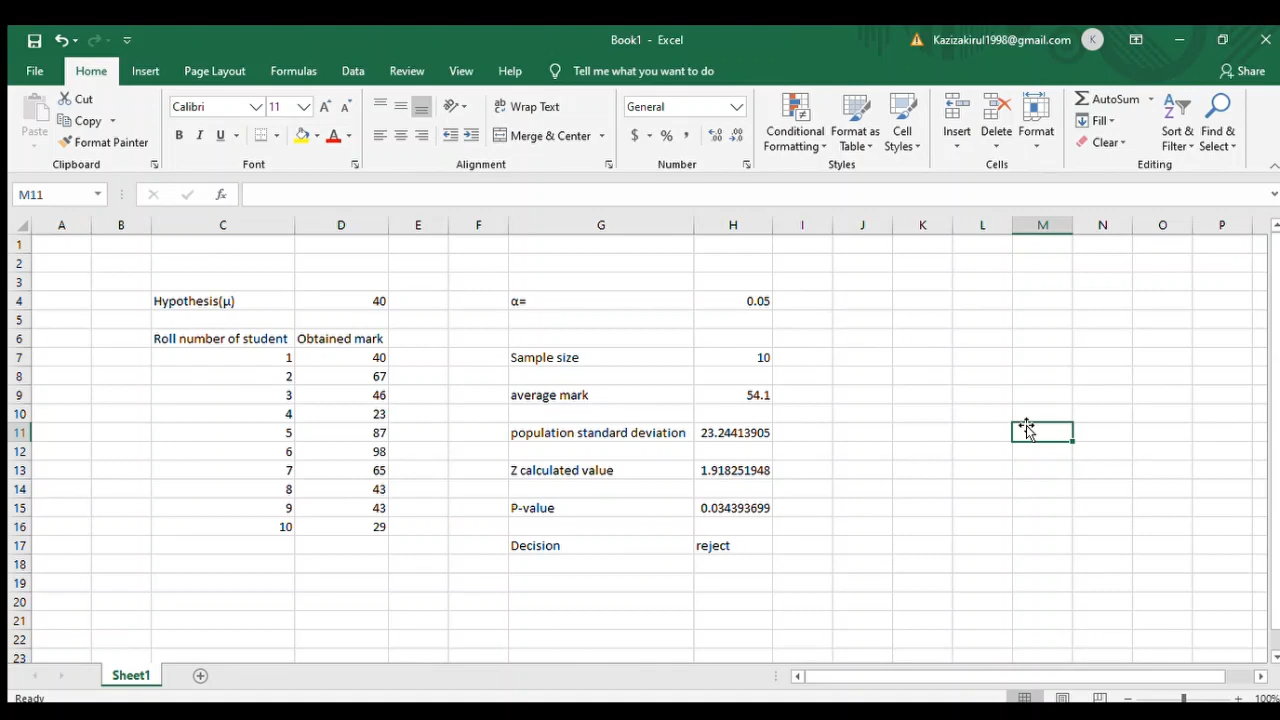 Book1 - Excel
Kazizakirul1998@gmail.com K
File Home Insert Page Layout Formulas Data Review View Help Tell me what you want to do Share
Paste Cut Copy Format Painter Clipboard
Calibri 11 A A B I U A Font
Wrap Text Merge & Center Alignment
General $ % , Number
Conditional Formatting Format as Table Cell Styles Styles
Insert Delete Format Cells
AutoSum Fill Clear Sort & Filter Find & Select Editing
M11 fx
A B C D E F G H I J K L M N O P
1
2
3
4 Hypothesis(μ) 40 α= 0.05
5
6 Roll number of student Obtained mark
7 1 40 Sample size 10
8 2 67
9 3 46 average mark 54.1
10 4 23
11 5 87 population standard deviation 23.24413905
12 6 98
13 7 65 Z calculated value 1.918251948
14 8 43
15 9 43 P-value 0.034393699
16 10 29
17 Decision reject
18
19
20
21
22
23
Sheet1
Ready 100%